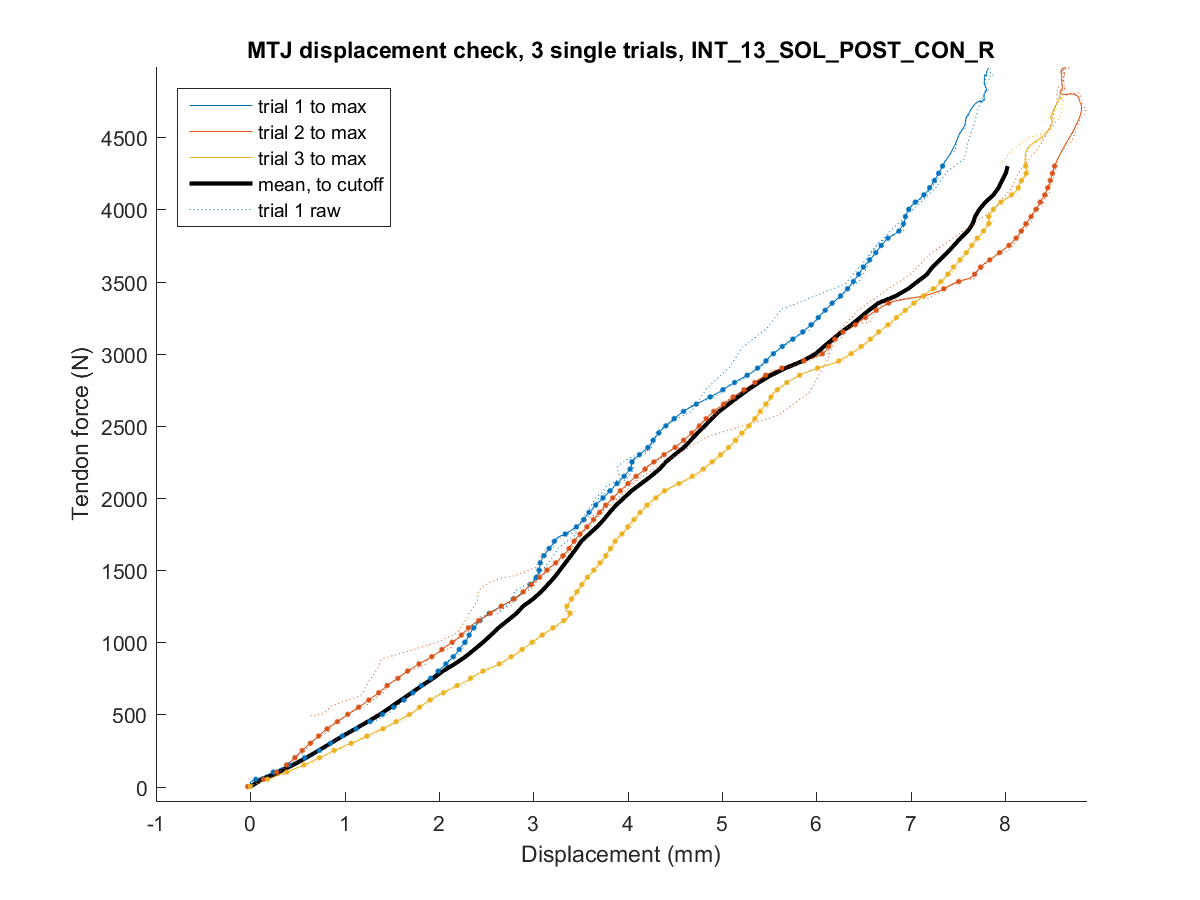 MTJ displacement check, 3 single trials, INT_13_SOL_POST_CON_R
trial 1 to max
trial 2 to max
trial 3 to max
mean, to cutoff
trial 1 raw
Tendon force (N)
4500
4000
3500
3000
2500
2000
1500
1000
500
0
-1 0 1 2 3 4 5 6 7 8
Displacement (mm)